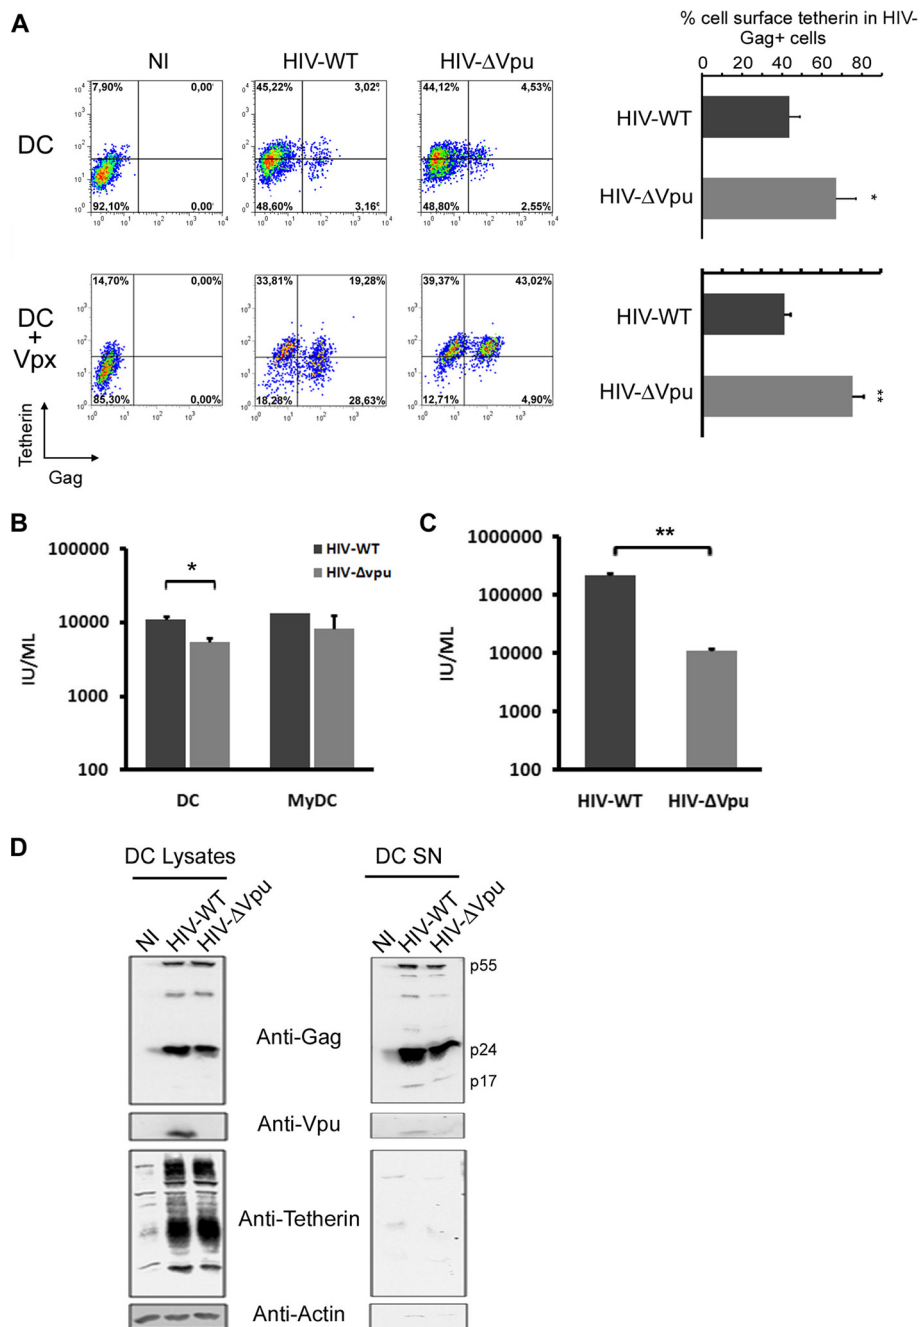 A
% cell surface tetherin in HIV-
Gag+ cells
NI
HIV-WT
HIV-ΔVpu
0 20 40 60 80
DC
7,90%
0,00%
92,10%
0,00%
45,22%
3,02%
48,60%
3,16%
44,12%
4,53%
48,80%
2,55%
HIV-WT
HIV-ΔVpu
*
DC
+
Vpx
14,70%
0,00%
85,30%
0,00%
33,81%
19,28%
18,28%
28,63%
39,37%
43,02%
12,71%
4,90%
HIV-WT
HIV-ΔVpu
**
Tetherin
Gag
B
IU/ML
100000
10000
1000
100
*
HIV-WT
HIV-Δvpu
DC
MyDC
C
IU/ML
1000000
100000
10000
1000
100
**
HIV-WT
HIV-ΔVpu
D
DC Lysates
DC SN
NI
HIV-WT
HIV-ΔVpu
NI
HIV-WT
HIV-ΔVpu
p55
Anti-Gag
p24
p17
Anti-Vpu
Anti-Tetherin
Anti-Actin